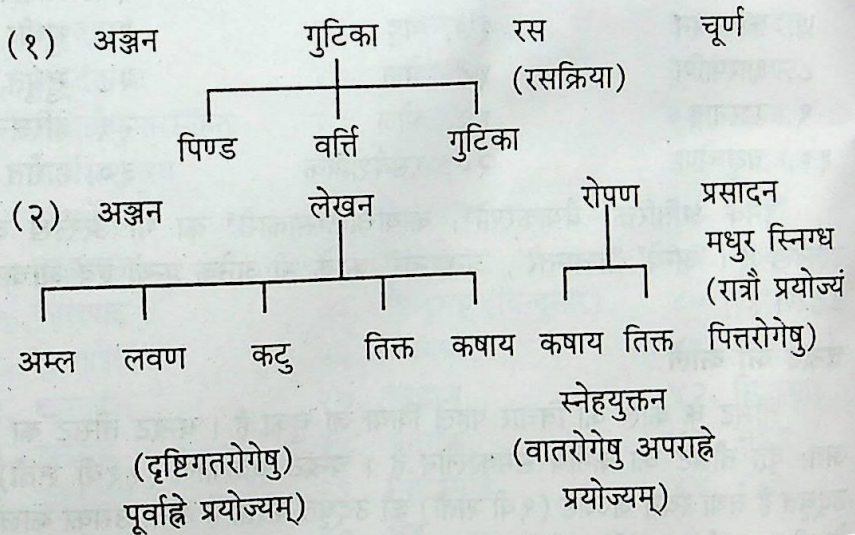 (१) अञ्जन गुटिका रस चूर्ण
(रसक्रिया)
पिण्ड वर्त्ति गुटिका
(२) अञ्जन लेखन रोपण प्रसादन
मधुर स्निग्ध
(रात्रौ प्रयोज्यं
अम्ल लवण कटु तिक्त कषाय कषाय तिक्त पित्तरोगेषु)
स्नेहयुक्तन
(दृष्टिगतरोगेषु) (वातरोगेषु अपराह्ने
पूर्वाह्ने प्रयोज्यम्) प्रयोज्यम्)